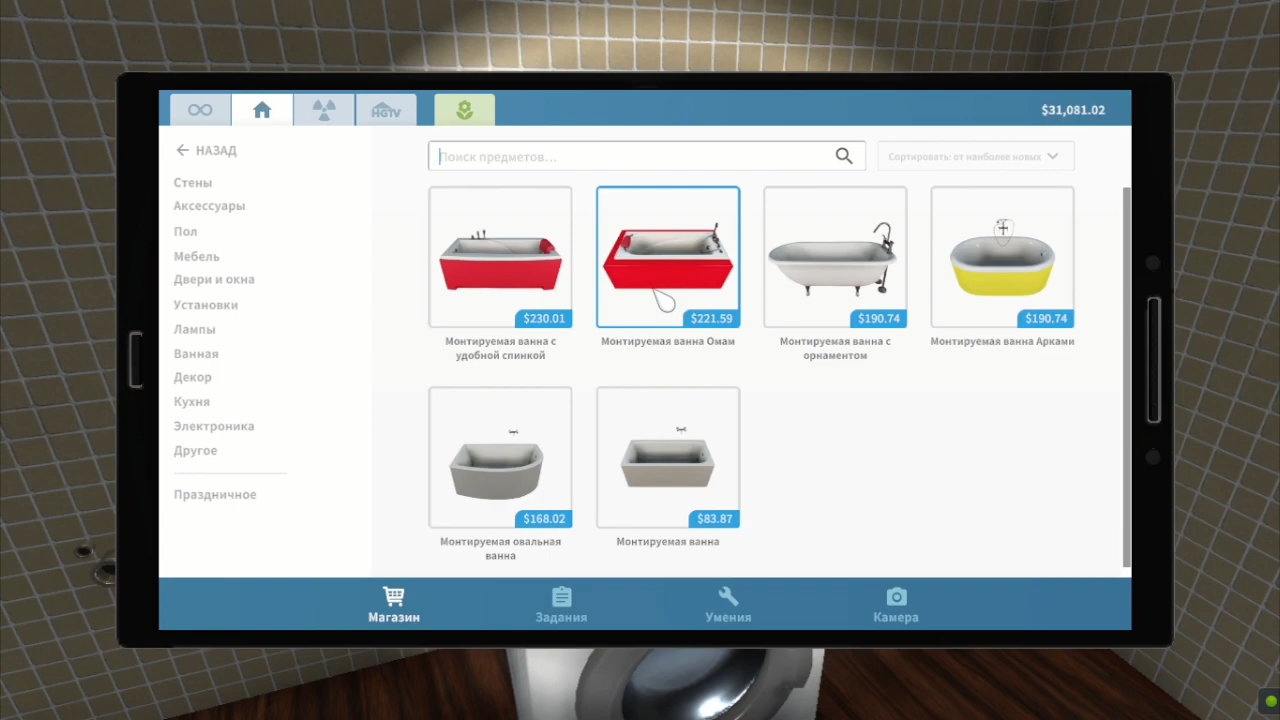 HGTV
$31,081.02
НАЗАД
Поиск предметов...
Сортировать: от наиболее новых
Стены
Аксессуары
Пол
Мебель
Двери и окна
Установки
Лампы
Ванная
Декор
Кухня
Электроника
Другое
Праздничное
$230.01
$221.59
$190.74
$190.74
Монтируемая ванна с
удобной спинкой
Монтируемая ванна Омам
Монтируемая ванна с
орнаментом
Монтируемая ванна Арками
$168.02
$83.87
Монтируемая овальная
ванна
Монтируемая ванна
Магазин
Задания
Умения
Камера